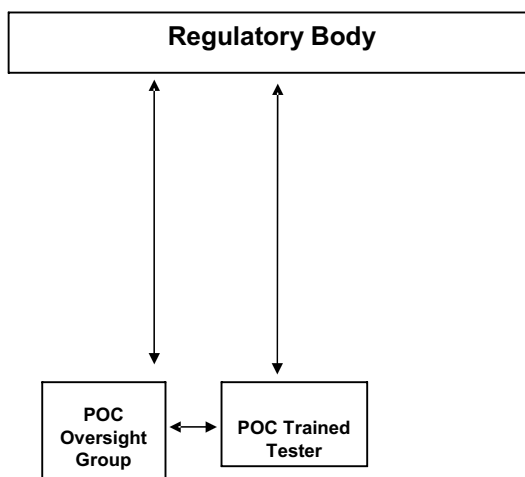 Regulatory Body
POC
Oversight
Group
POC Trained
Tester